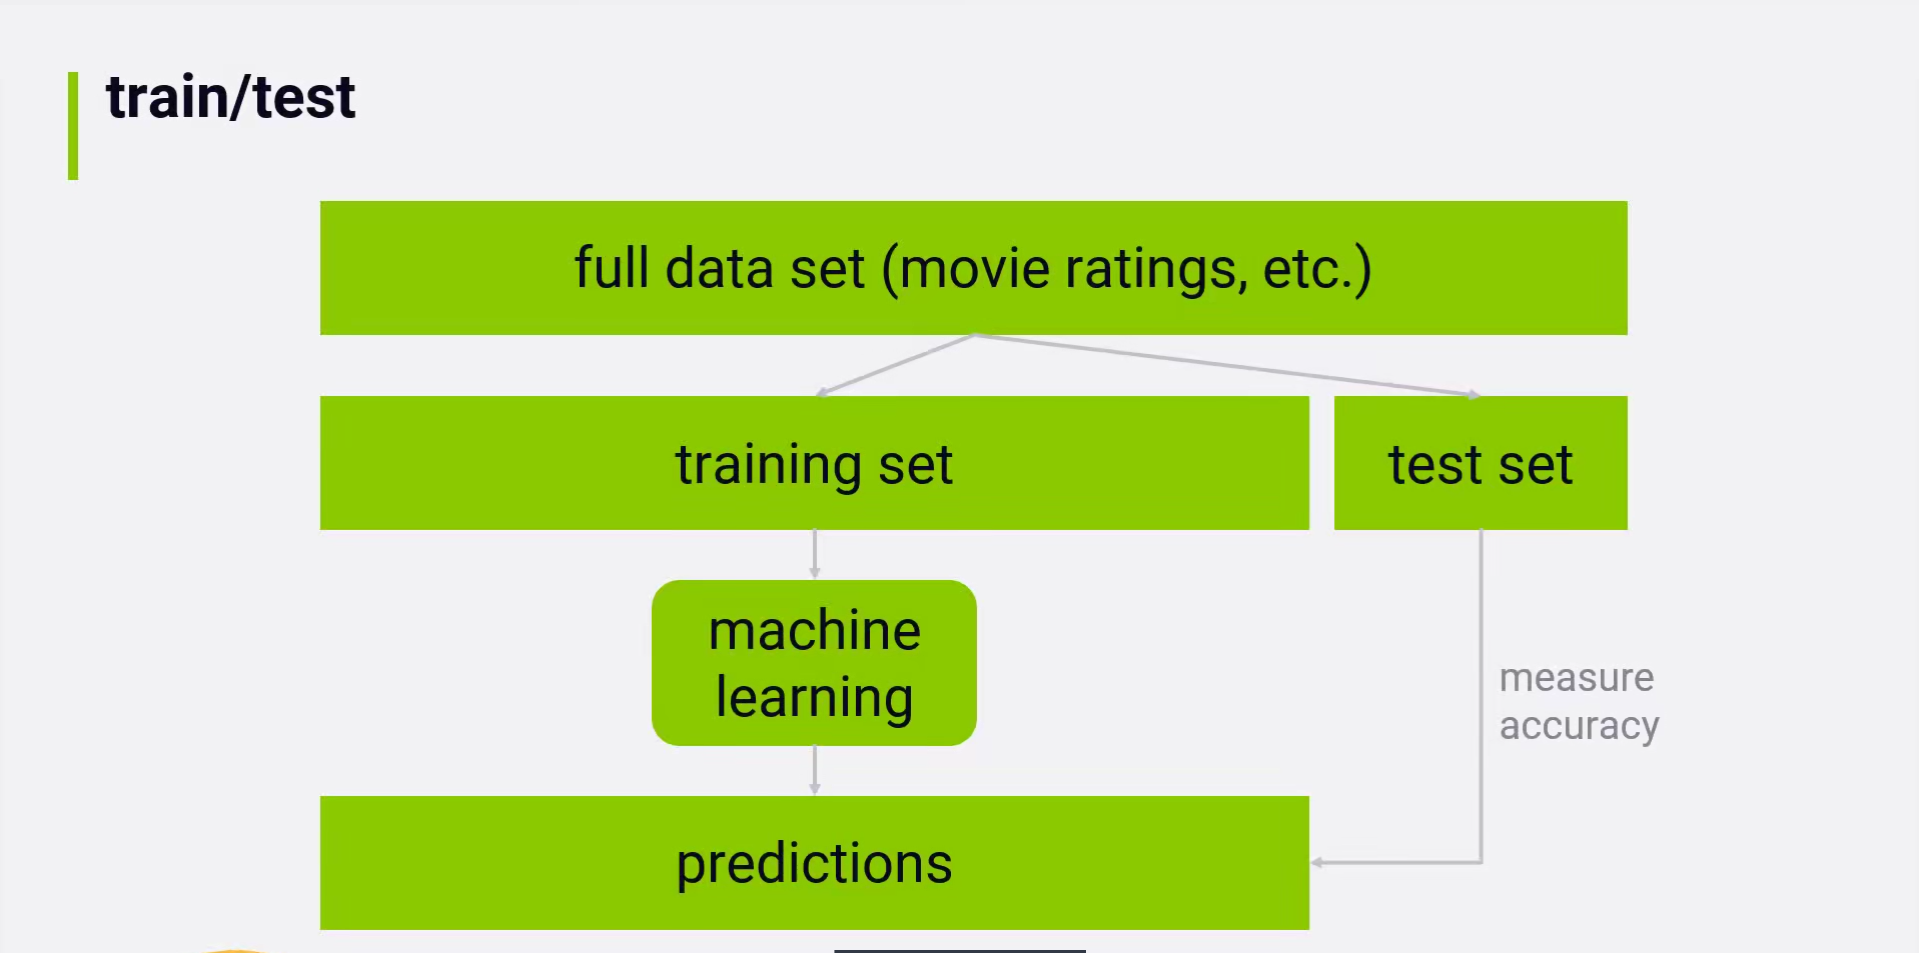 train/test
full data set (movie ratings, etc.)
training set
test set
machine
learning
measure
accuracy
predictions